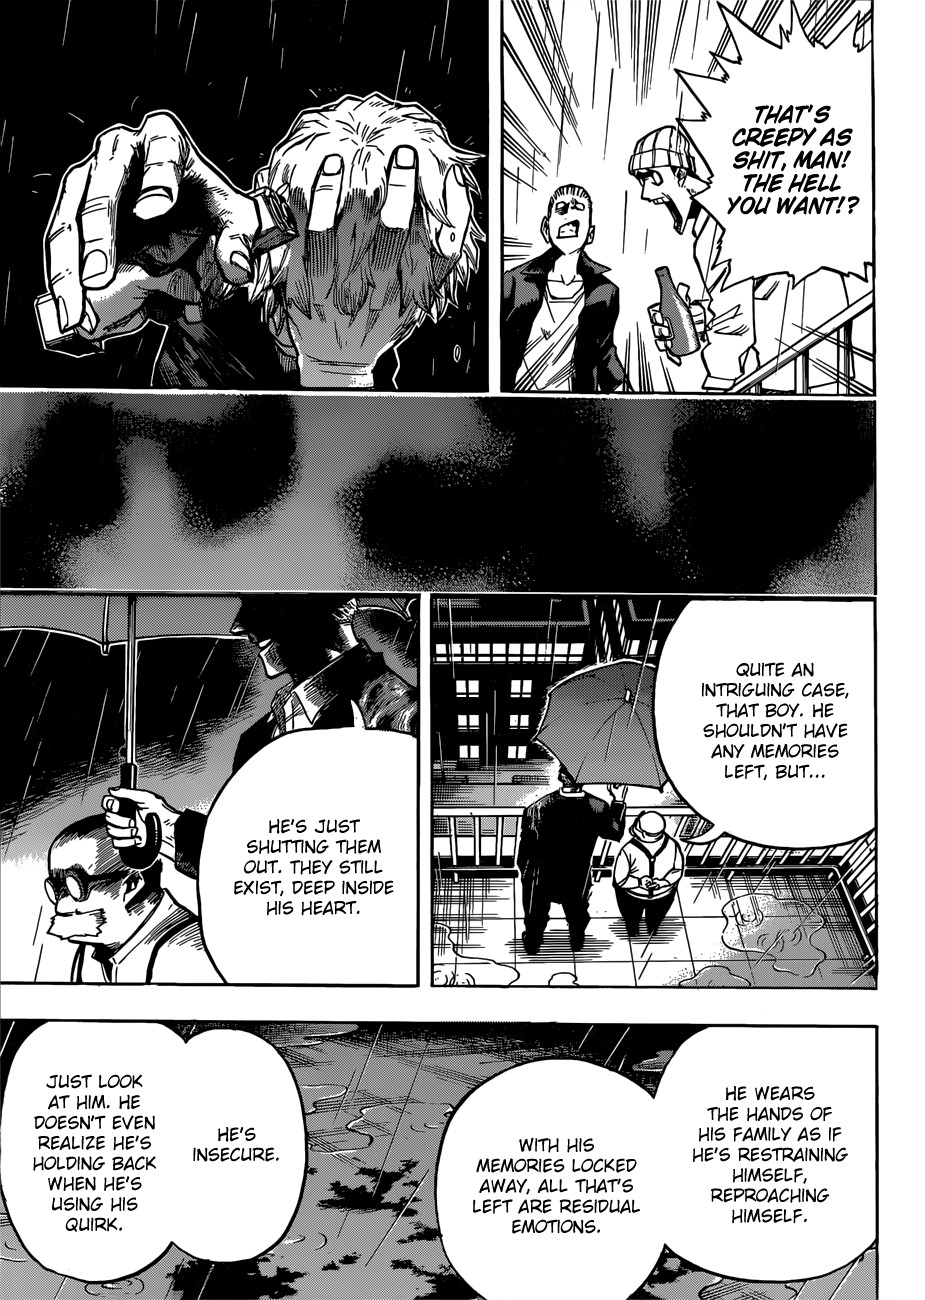 THAT'S
CREEPY AS
SHIT, MAN!
THE HELL
YOU WANT!?
QUITE AN
INTRIGUING CASE,
THAT BOY. HE
SHOULDN'T HAVE
ANY MEMORIES
LEFT, BUT...
HE'S JUST
SHUTTING THEM
OUT. THEY STILL
EXIST, DEEP INSIDE
HIS HEART.
HE WEARS
THE HANDS OF
HIS FAMILY AS IF
HE'S RESTRAINING
HIMSELF,
REPROACHING
HIMSELF.
WITH HIS
MEMORIES LOCKED
AWAY, ALL THAT'S
LEFT ARE RESIDUAL
EMOTIONS.
HE'S
INSECURE.
JUST LOOK
AT HIM. HE
DOESN'T EVEN
REALIZE HE'S
HOLDING BACK
WHEN HE'S
USING HIS
QUIRK.